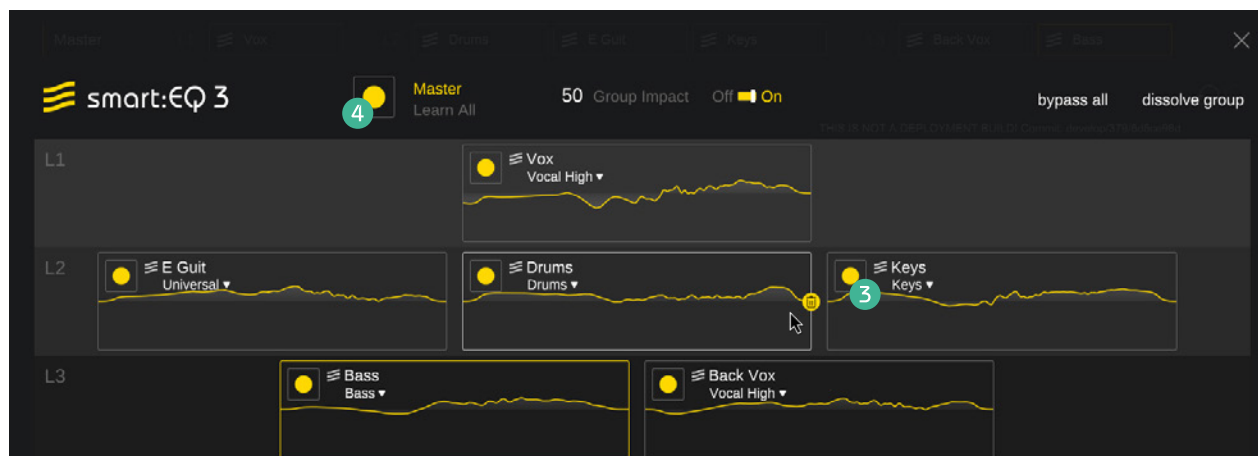 Master Vox Drums E Guit Keys Back Vox Bass
smart:EQ 3
4
Master
Learn All
50 Group Impact Off On
bypass all dissolve group
L1
Vox
Vocal High
L2
E Guit
Universal
Drums
Drums
Keys
Keys
3
L3
Bass
Bass
Back Vox
Vocal High